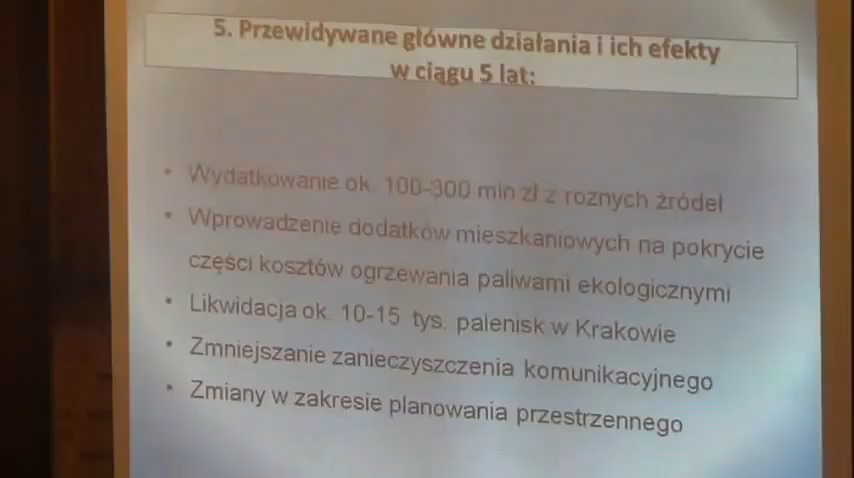 5. Przewidywane główne działania i ich efekty
w ciągu 5 lat:
• Wydatkowanie ok. 100-300 mln zł z roznych źródeł
• Wprowadzenie dodatków mieszkaniowych na pokrycie
części kosztów ogrzewania paliwami ekologicznymi
• Likwidacja ok. 10-15 tys. palenisk w Krakowie
• Zmniejszanie zanieczyszczenia komunikacyjnego
• Zmiany w zakresie planowania przestrzennego